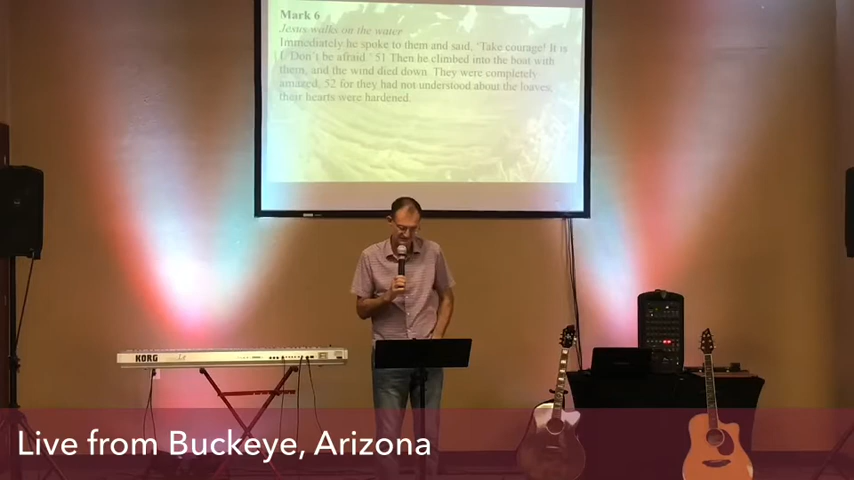 Mark 6
Jesus walks on the water
Immediately he spoke to them and said, 'Take courage! It is
I. Don't be afraid.' 51 Then he climbed into the boat with
them, and the wind died down. They were completely
amazed, 52 for they had not understood about the loaves;
their hearts were hardened.
KORG
Live from Buckeye, Arizona